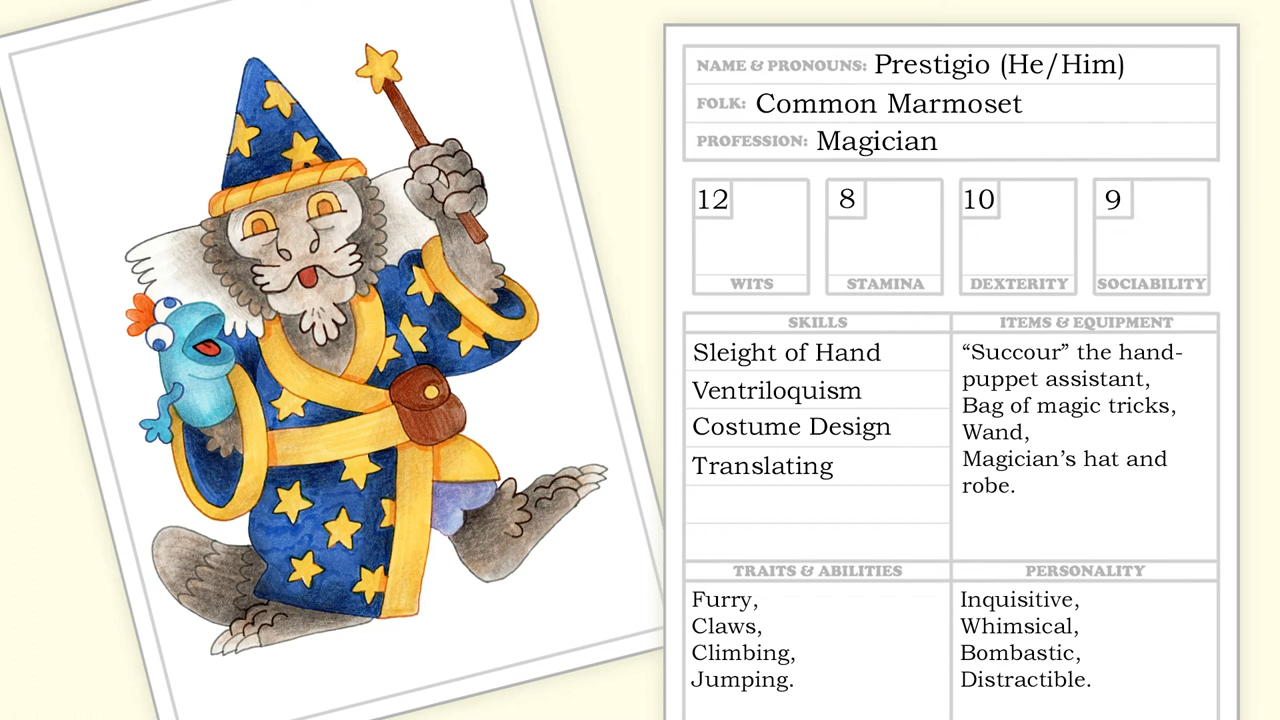 NAME & PRONOUNS: Prestigio (He/Him)
FOLK: Common Marmoset
PROFESSION: Magician
12
8
10
9
WITS
STAMINA
DEXTERITY
SOCIABILITY
SKILLS
Sleight of Hand
Ventriloquism
Costume Design
Translating
ITEMS & EQUIPMENT
“Succour” the hand-
puppet assistant,
Bag of magic tricks,
Wand,
Magician’s hat and
robe.
TRAITS & ABILITIES
Furry,
Claws,
Climbing,
Jumping.
PERSONALITY
Inquisitive,
Whimsical,
Bombastic,
Distractible.